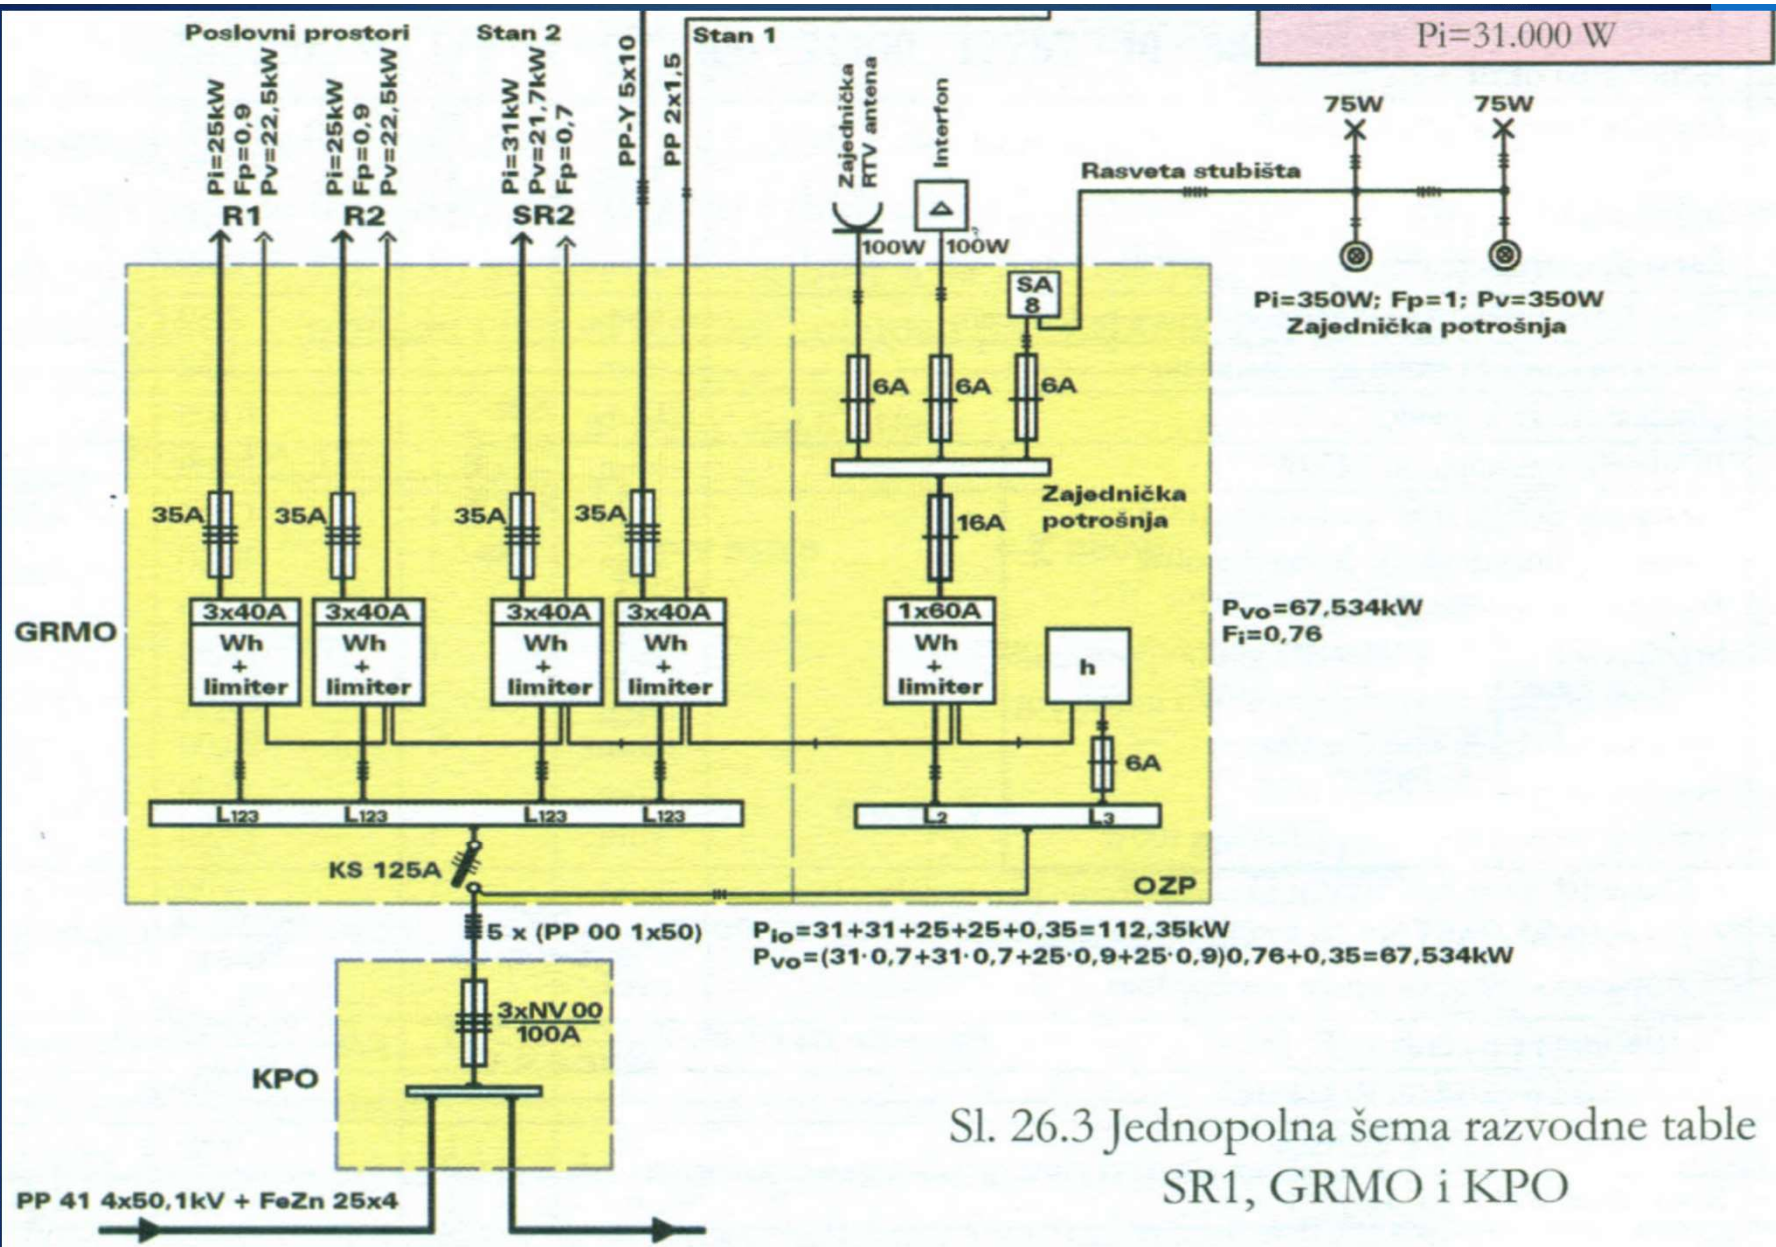 Pi=31.000 W
Poslovni prostori
Stan 2
Stan 1
Pi=25kW
Fp=0,9
Pv=22,5kW
Pi=25kW
Fp=0,9
Pv=22,5kW
Pi=31kW
Pv=21,7kW
Fp=0,7
PP-Y 5x10
PP 2x1,5
Zajednička
RTV antena
Interfon
75W
75W
Rasveta stubišta
R1
R2
SR2
100W
100W
SA
8
Pi=350W; Fp=1; Pv=350W
Zajednička potrošnja
6A
6A
6A
35A
35A
35A
35A
16A
Zajednička
potrošnja
GRMO
3x40A
Wh
+
limiter
3x40A
Wh
+
limiter
3x40A
Wh
+
limiter
3x40A
Wh
+
limiter
1x60A
Wh
+
limiter
h
Pvo=67,534kW
Fi=0,76
6A
L123
L123
L123
L123
L2
L3
KS 125A
OZP
5 x (PP 00 1x50)
Pio=31+31+25+25+0,35=112,35kW
Pvo=(31·0,7+31·0,7+25·0,9+25·0,9)0,76+0,35=67,534kW
3xNV 00
100A
KPO
PP 41 4x50,1kV + FeZn 25x4
Sl. 26.3 Jednopolna šema razvodne table
SR1, GRMO i KPO